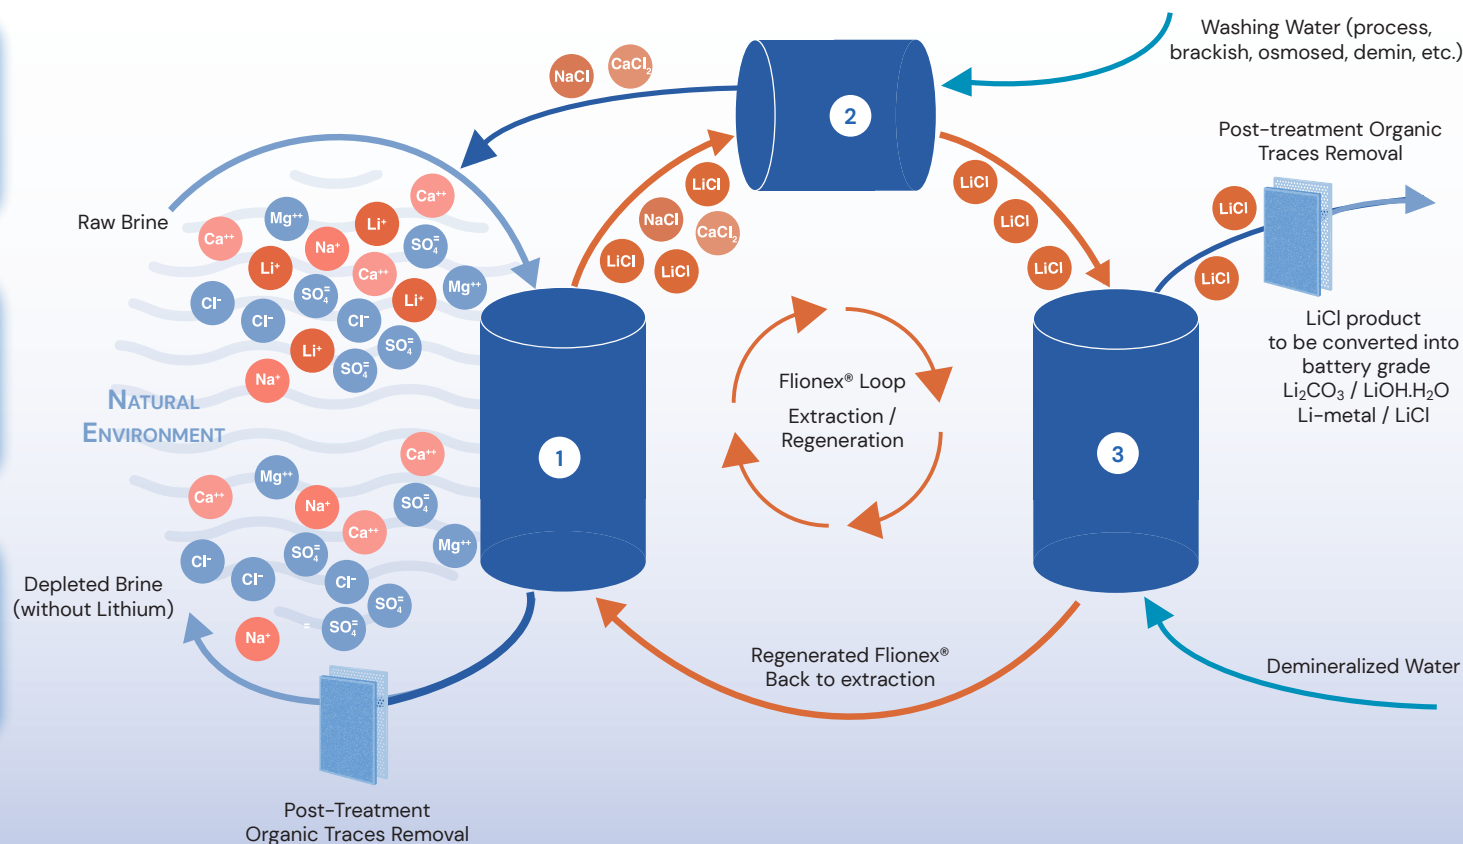 Washing Water (process,
brackish, osmosed, demin, etc.)
NaCl
CaCl₂
2
Post-treatment Organic
Traces Removal
Raw Brine
Ca⁺⁺
Mg⁺⁺
Li⁺
Ca⁺⁺
Na⁺
SO₄⁼
Li⁺
Ca⁺⁺
Cl⁻
SO₄⁼
Li⁺
Mg⁺⁺
Cl⁻
Cl⁻
Li⁺
SO₄⁼
SO₄⁼
Na⁺
LiCl
NaCl
CaCl₂
LiCl
LiCl
LiCl
LiCl
LiCl
LiCl
LiCl
LiCl product
to be converted into
battery grade
Li₂CO₃ / LiOH.H₂O
Li-metal / LiCl
Flionex® Loop
Extraction /
Regeneration
NATURAL
ENVIRONMENT
1
3
Ca⁺⁺
Mg⁺⁺
Ca⁺⁺
Na⁺
SO₄⁼
Ca⁺⁺
Mg⁺⁺
Cl⁻
SO₄⁼
Cl⁻
Cl⁻
SO₄⁼
Na⁺
=
SO₄⁼
Depleted Brine
(without Lithium)
Regenerated Flionex®
Back to extraction
Demineralized Water
Post-Treatment
Organic Traces Removal